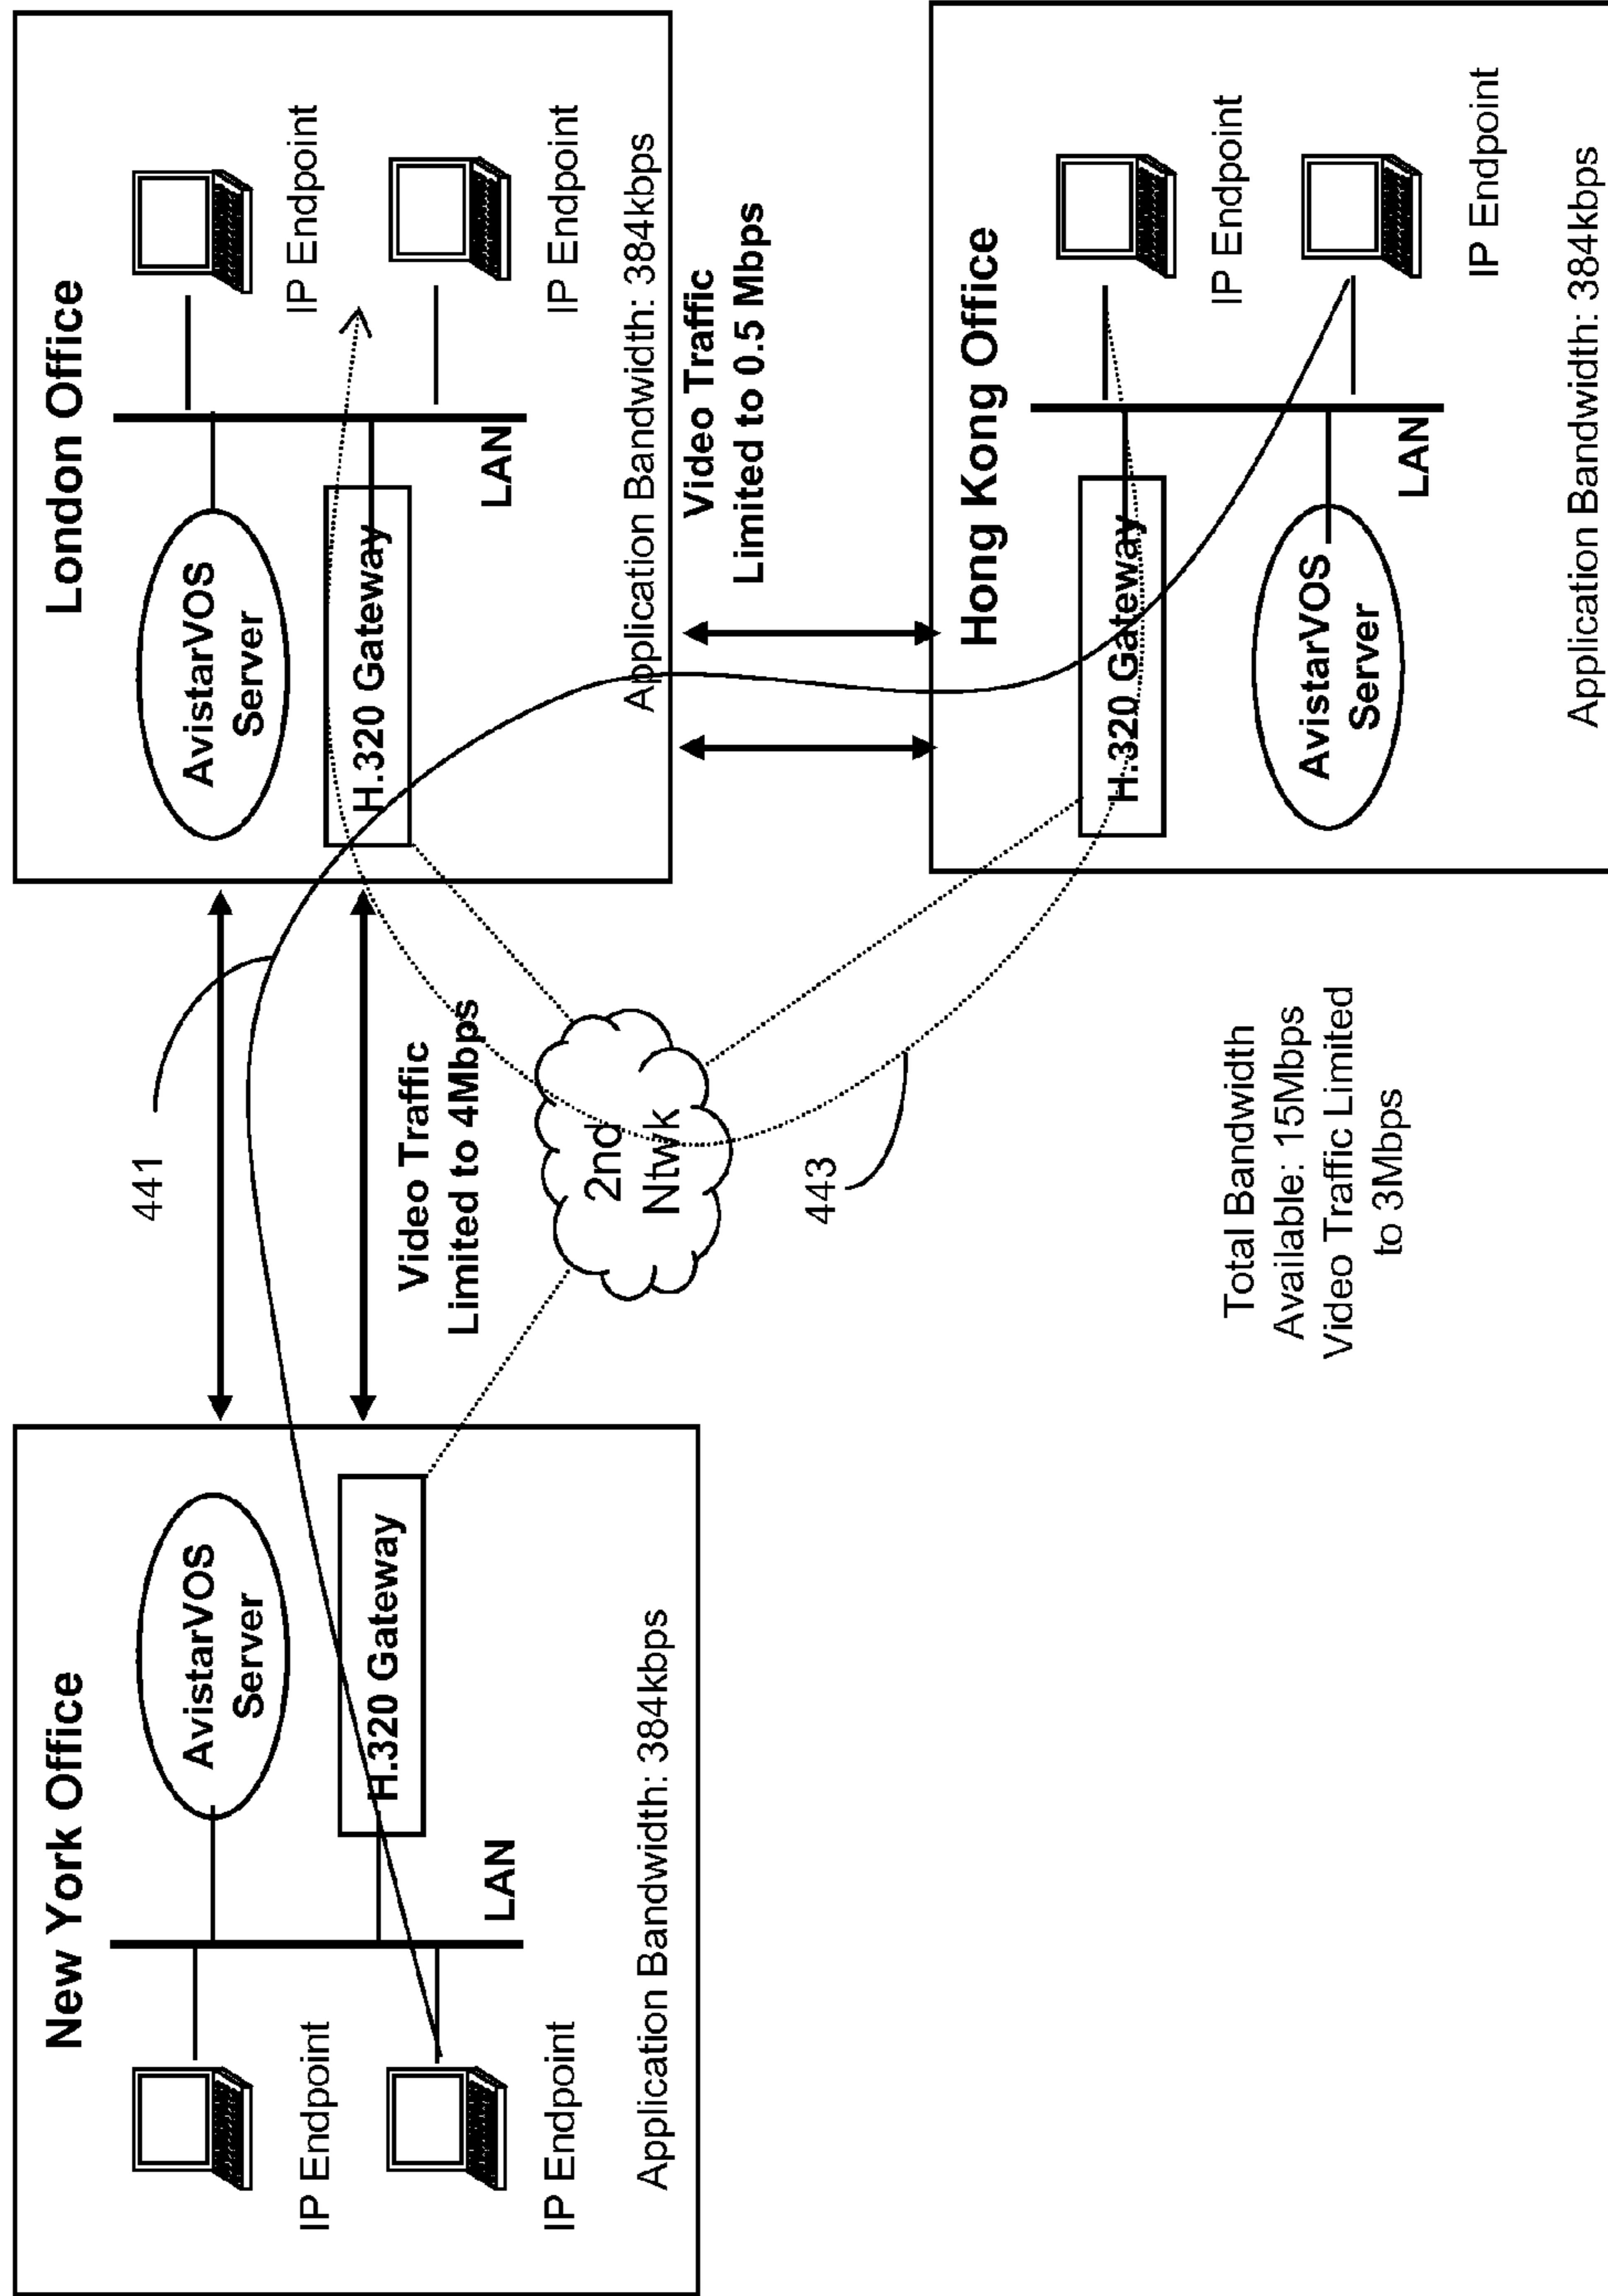 New York Office
AvistarVOS
Server
H.320 Gateway
LAN
IP Endpoint
IP Endpoint
Application Bandwidth: 384kbps
441
Video Traffic
Limited to 4Mbps
2nd
Ntwk
443
London Office
AvistarVOS
Server
H.320 Gateway
LAN
IP Endpoint
IP Endpoint
Application Bandwidth: 384kbps
Video Traffic
Limited to 0.5 Mbps
Total Bandwidth
Available: 15Mbps
Video Traffic Limited
to 3Mbps
Hong Kong Office
H.320 Gateway
AvistarVOS
Server
LAN
IP Endpoint
IP Endpoint
Application Bandwidth: 384kbps